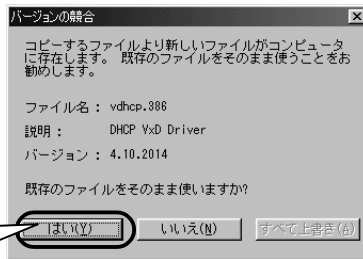 バージョンの競合
コピーするファイルより新しいファイルがコンピュータ
に存在します。 既存のファイルをそのまま使うことをお
勧めします。
ファイル名： vdhcp.386
説明： DHCP VxD Driver
バージョン： 4.10.2014
既存のファイルをそのまま使いますか?
はい(Y) いいえ(N) すべて上書き(A)